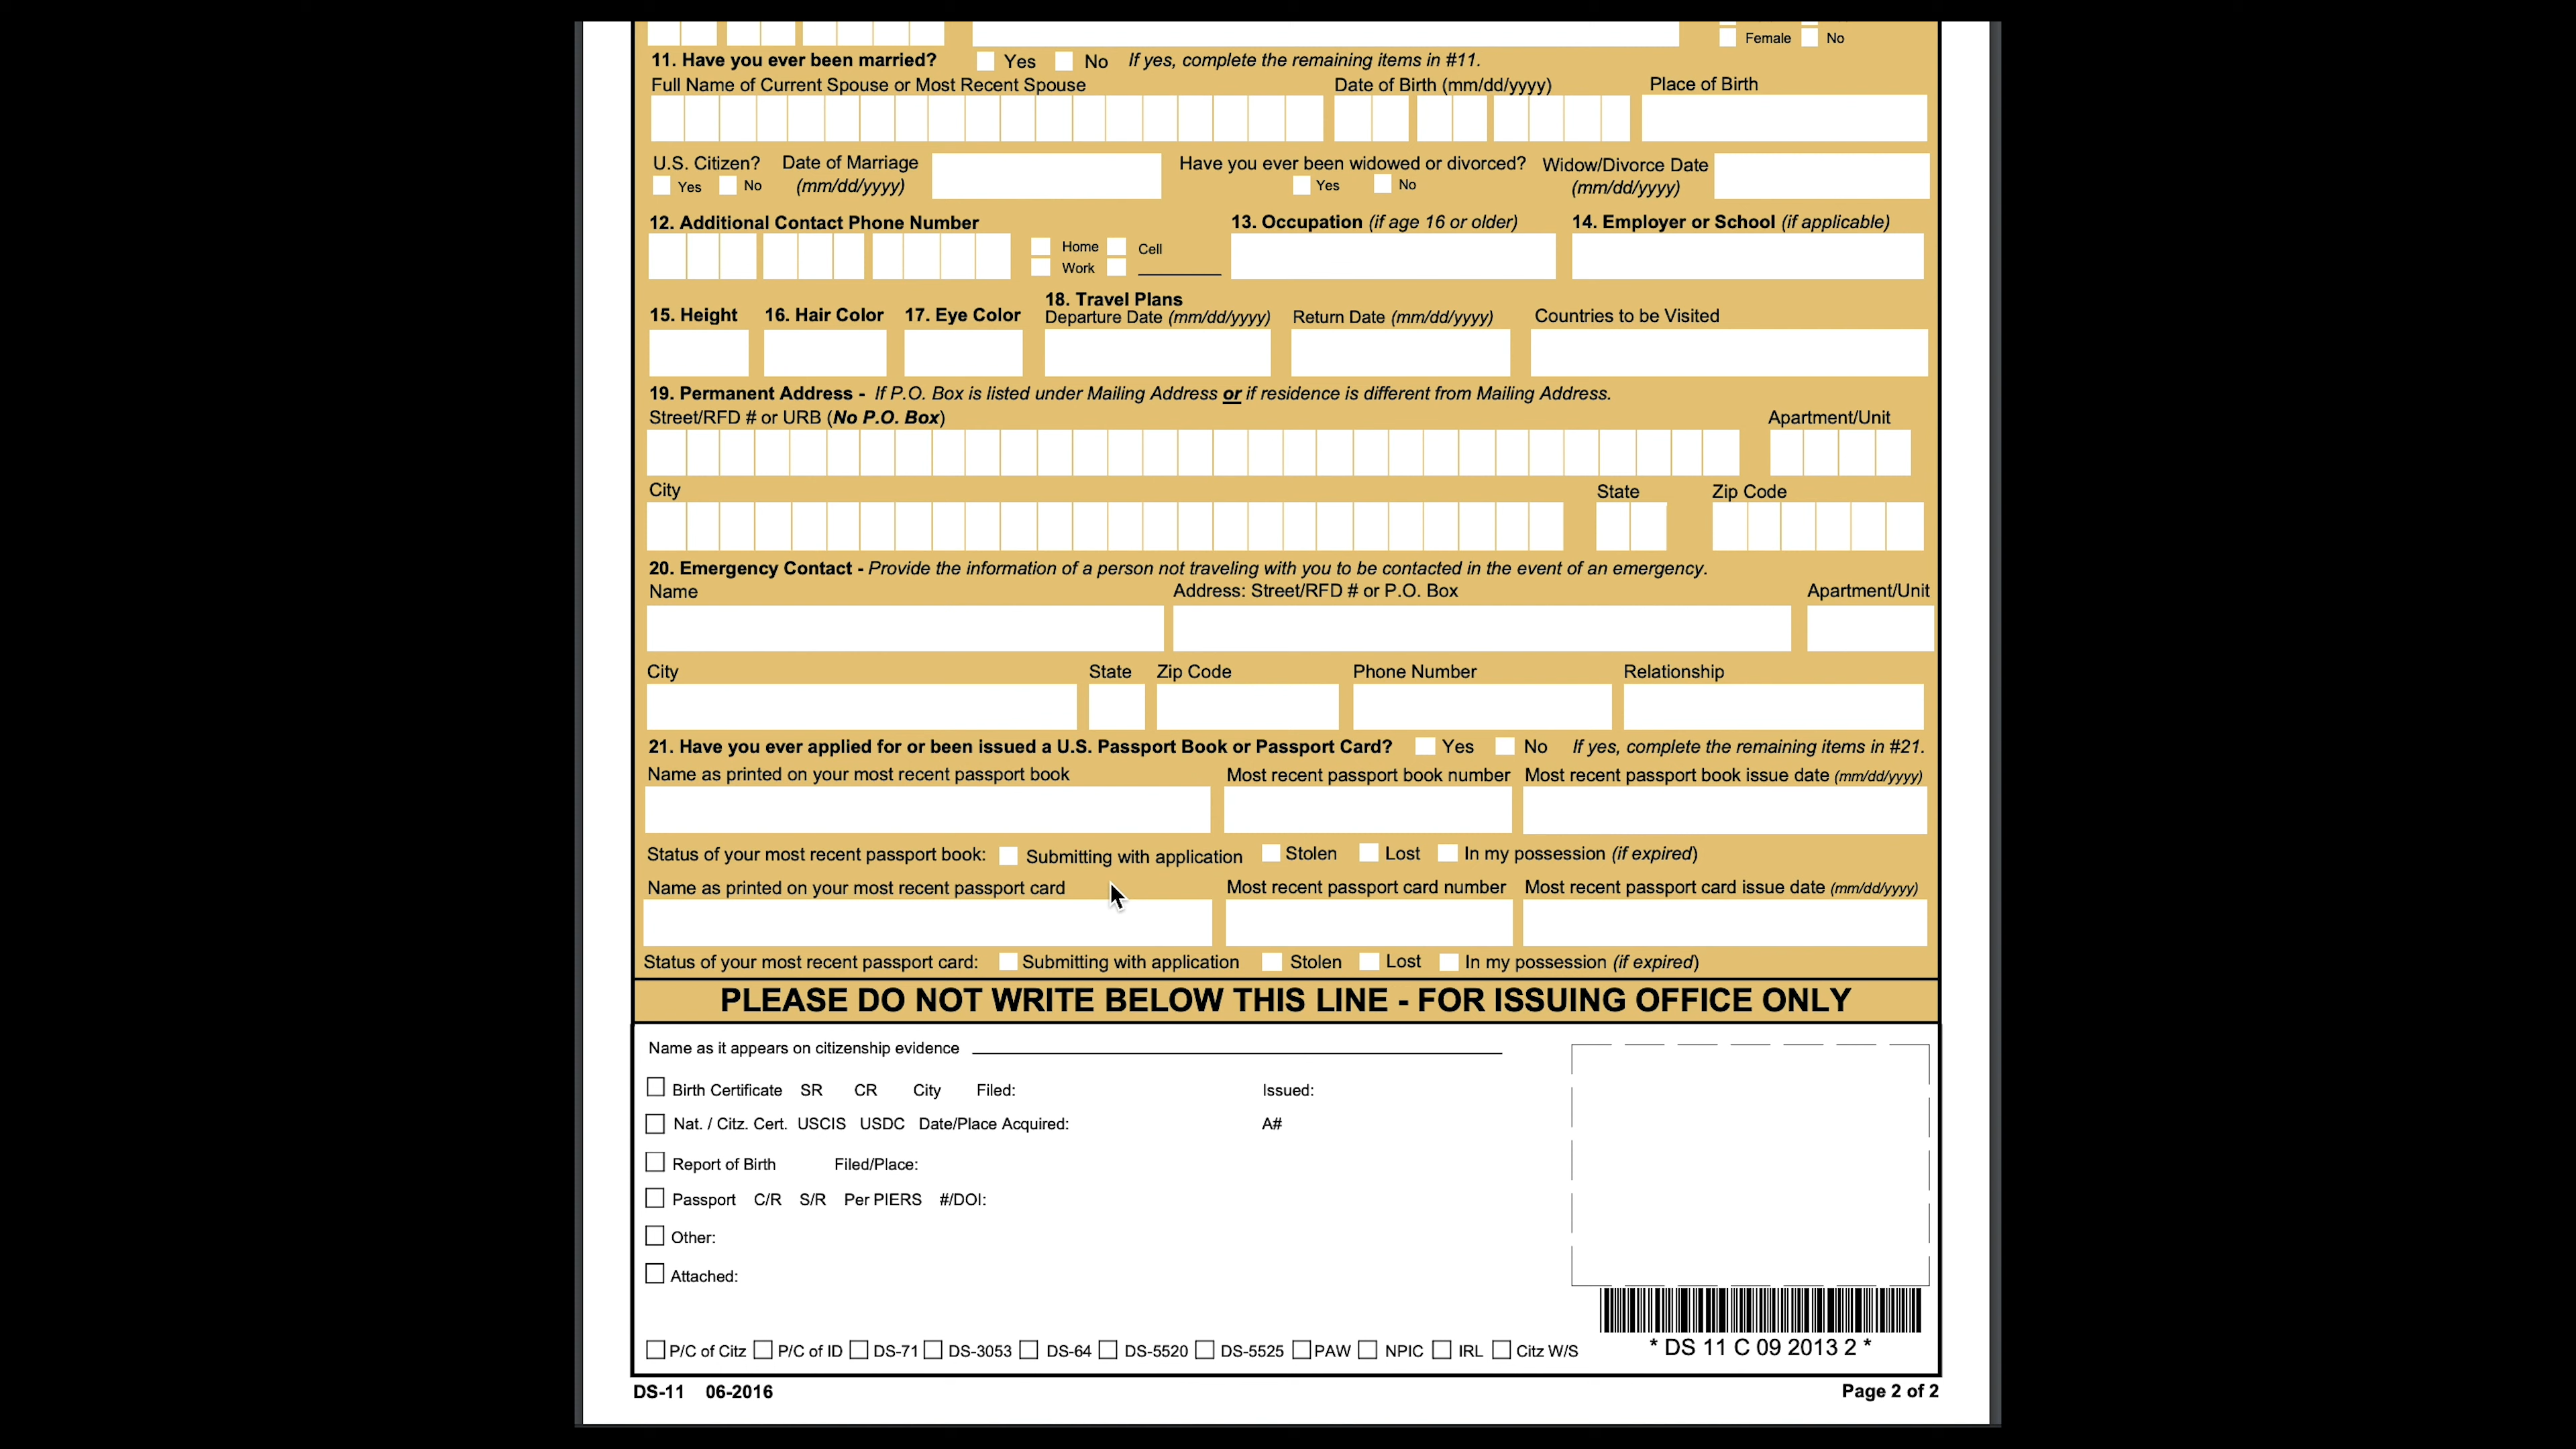 Female No
11. Have you ever been married? Yes No If yes, complete the remaining items in #11.
Full Name of Current Spouse or Most Recent Spouse Date of Birth (mm/dd/yyyy) Place of Birth
U.S. Citizen? Date of Marriage Have you ever been widowed or divorced? Widow/Divorce Date
Yes No (mm/dd/yyyy) Yes No (mm/dd/yyyy)
12. Additional Contact Phone Number 13. Occupation (if age 16 or older) 14. Employer or School (if applicable)
Home Cell
Work
18. Travel Plans
15. Height 16. Hair Color 17. Eye Color Departure Date (mm/dd/yyyy) Return Date (mm/dd/yyyy) Countries to be Visited
19. Permanent Address - If P.O. Box is listed under Mailing Address or if residence is different from Mailing Address.
Street/RFD # or URB (No P.O. Box) Apartment/Unit
City State Zip Code
20. Emergency Contact - Provide the information of a person not traveling with you to be contacted in the event of an emergency.
Name Address: Street/RFD # or P.O. Box Apartment/Unit
City State Zip Code Phone Number Relationship
21. Have you ever applied for or been issued a U.S. Passport Book or Passport Card? Yes No If yes, complete the remaining items in #21.
Name as printed on your most recent passport book Most recent passport book number Most recent passport book issue date (mm/dd/yyyy)
Status of your most recent passport book: Submitting with application Stolen Lost In my possession (if expired)
Name as printed on your most recent passport card Most recent passport card number Most recent passport card issue date (mm/dd/yyyy)
Status of your most recent passport card: Submitting with application Stolen Lost In my possession (if expired)
PLEASE DO NOT WRITE BELOW THIS LINE - FOR ISSUING OFFICE ONLY
Name as it appears on citizenship evidence
Birth Certificate SR CR City Filed: Issued:
Nat. / Citz. Cert. USCIS USDC Date/Place Acquired: A#
Report of Birth Filed/Place:
Passport C/R S/R Per PIERS #/DOI:
Other:
Attached:
P/C of Citz P/C of ID DS-71 DS-3053 DS-64 DS-5520 DS-5525 PAW NPIC IRL Citz W/S
* DS 11 C 09 2013 2 *
DS-11 06-2016 Page 2 of 2